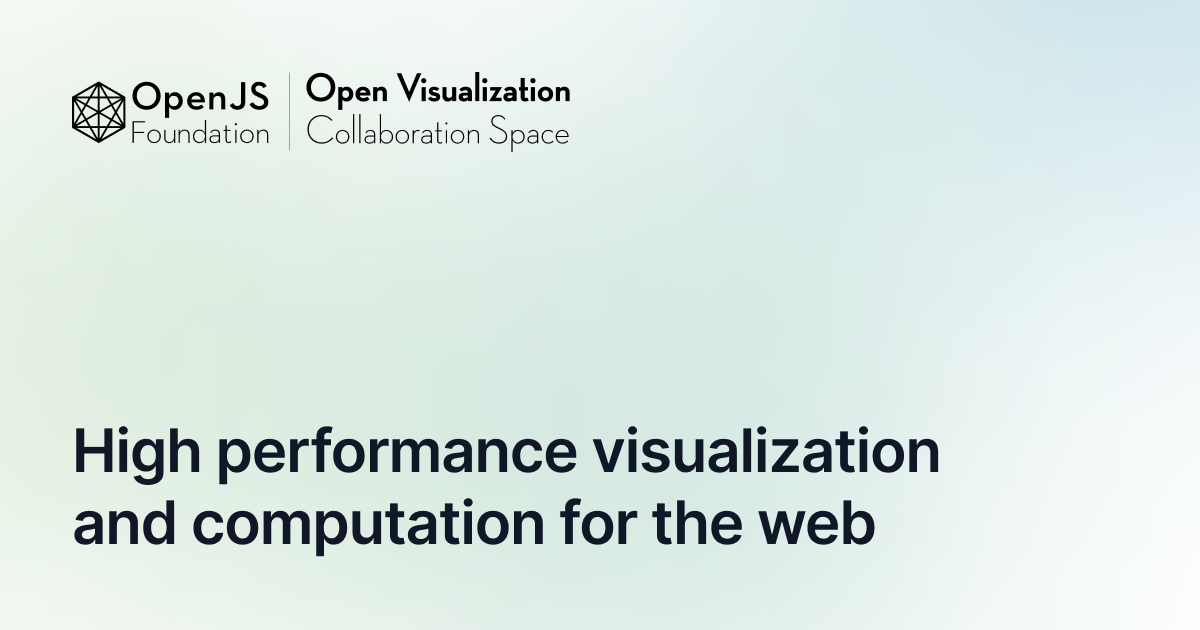 OpenJS
Foundation
Open Visualization
Collaboration Space
High performance visualization
and computation for the web